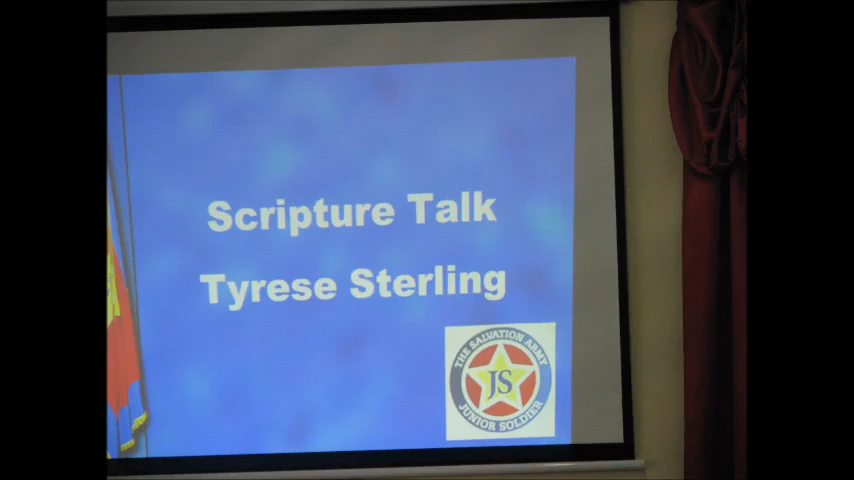 Scripture Talk
Tyrese Sterling
THE SALVATION ARMY
JS
JUNIOR SOLDIER